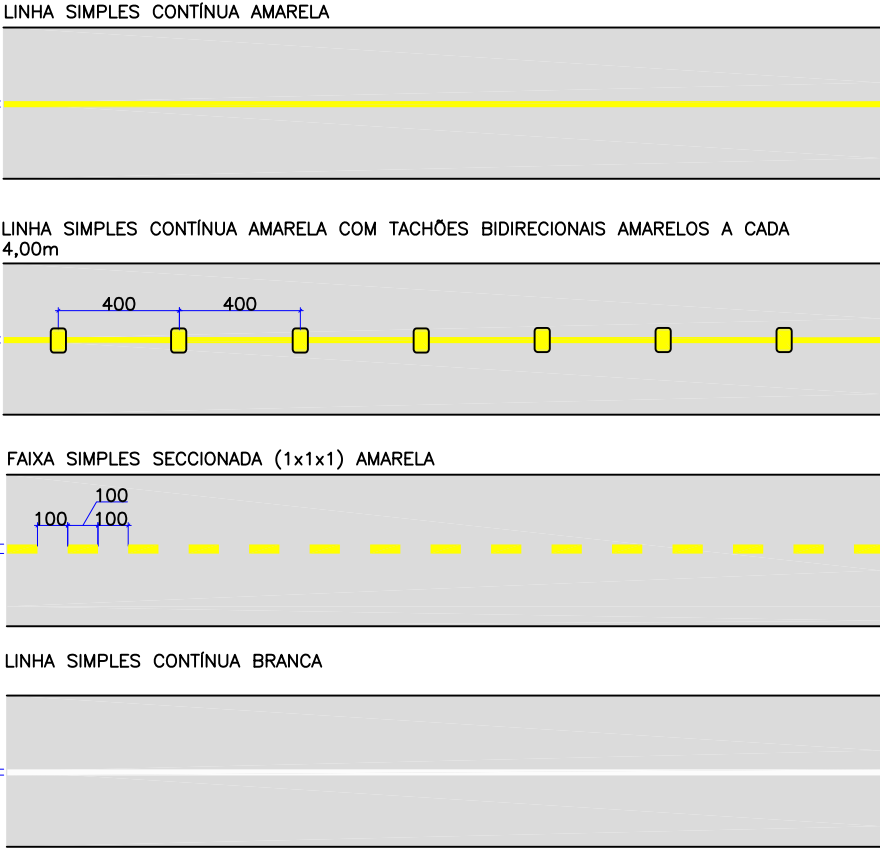 LINHA SIMPLES CONTÍNUA AMARELA
LINHA SIMPLES CONTÍNUA AMARELA COM TACHÕES BIDIRECIONAIS AMARELOS A CADA
4,00m
400 400
FAIXA SIMPLES SECCIONADA (1x1x1) AMARELA
100
100 100
LINHA SIMPLES CONTÍNUA BRANCA